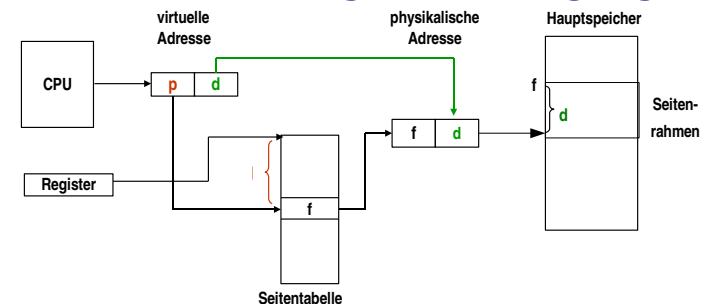 virtuelle
Adresse
physikalische
Adresse
Hauptspeicher
CPU
p d
f
d
Seiten-
rahmen
f d
Register
f
Seitentabelle